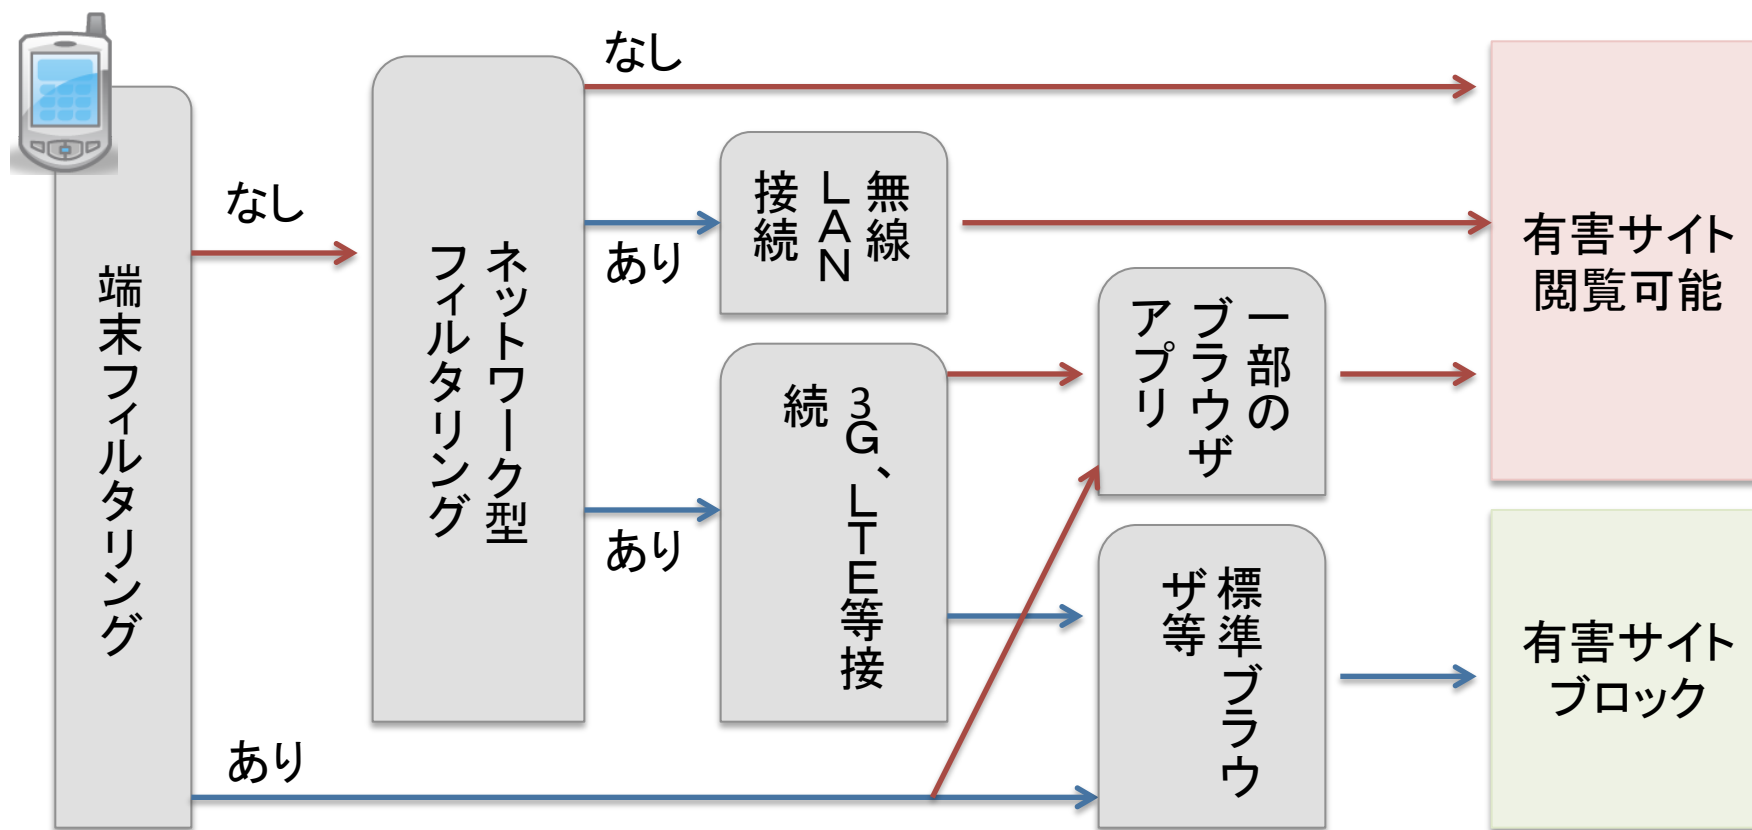 端末フィルタリング
なし
あり
ネットワーク型
フィルタリング
なし
あり
あり
無線
LAN
接続
3G、LTE等接
続
一部の
ブラウザ
アプリ
標準ブラウ
ザ等
有害サイト
閲覧可能
有害サイト
ブロック